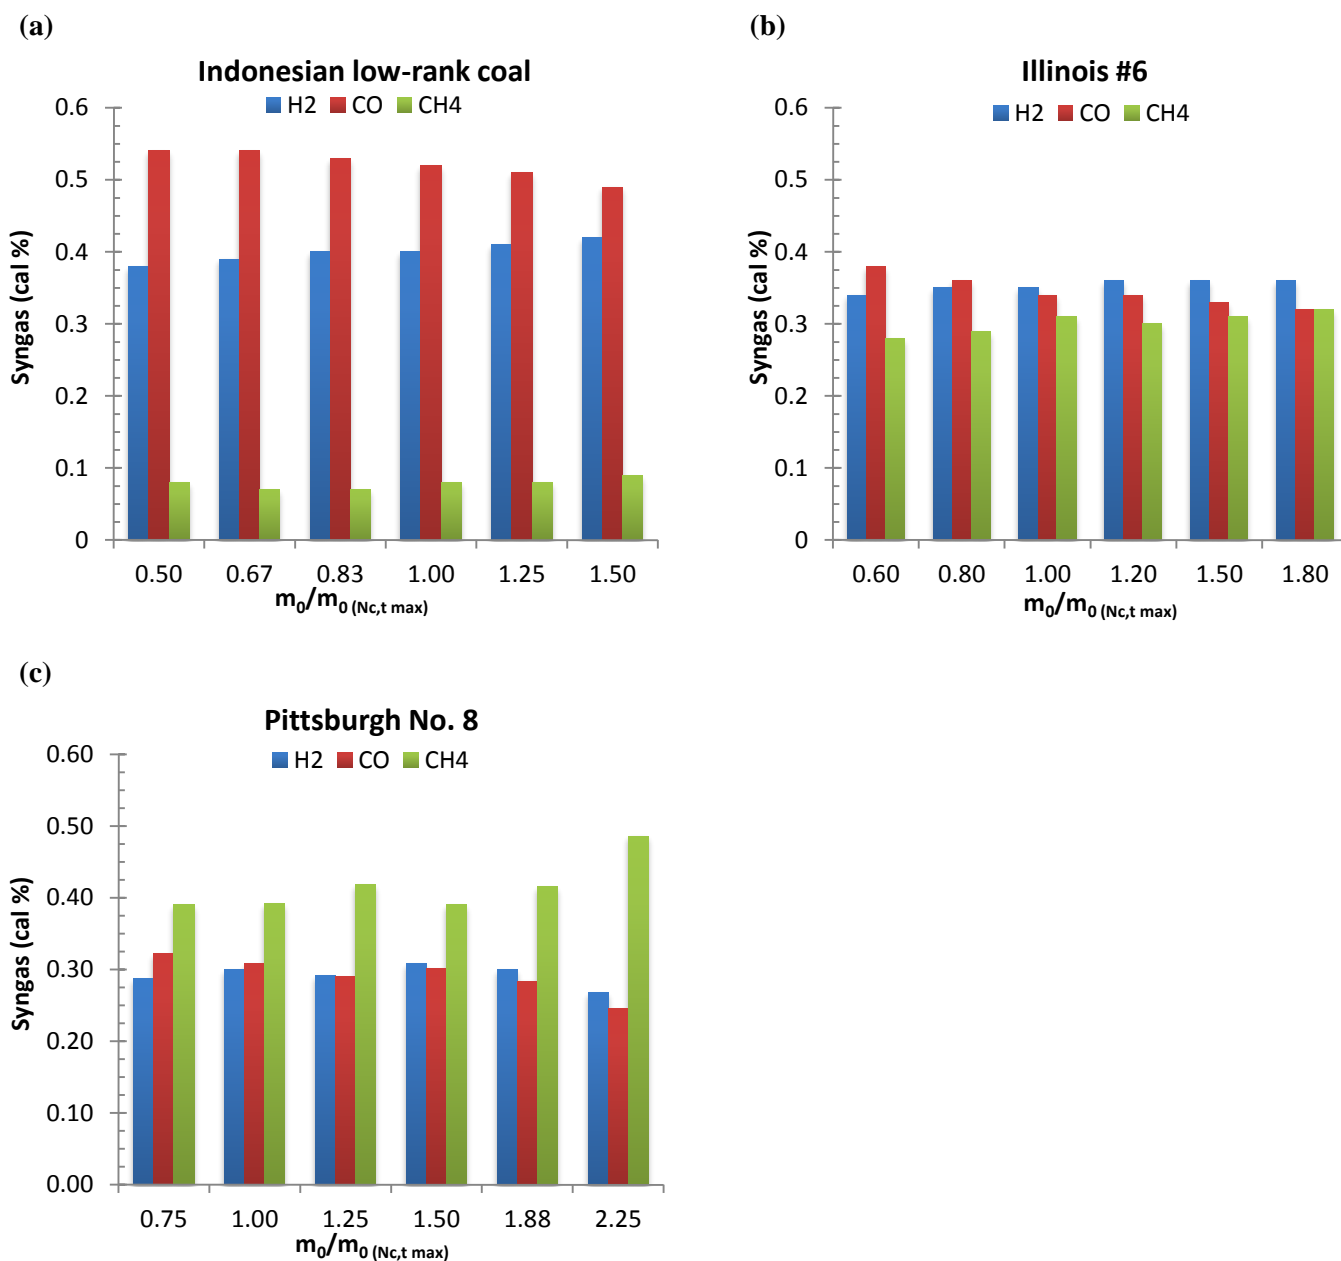 (a)
Indonesian low-rank coal
H2 CO CH4
Syngas (cal %)
0.6
0.5
0.4
0.3
0.2
0.1
0
0.50 0.67 0.83 1.00 1.25 1.50
m0/m0 (Nc,t max)
(b)
Illinois #6
H2 CO CH4
Syngas (cal %)
0.6
0.5
0.4
0.3
0.2
0.1
0
0.60 0.80 1.00 1.20 1.50 1.80
m0/m0 (Nc,t max)
(c)
Pittsburgh No. 8
H2 CO CH4
Syngas (cal %)
0.60
0.50
0.40
0.30
0.20
0.10
0.00
0.75 1.00 1.25 1.50 1.88 2.25
m0/m0 (Nc,t max)